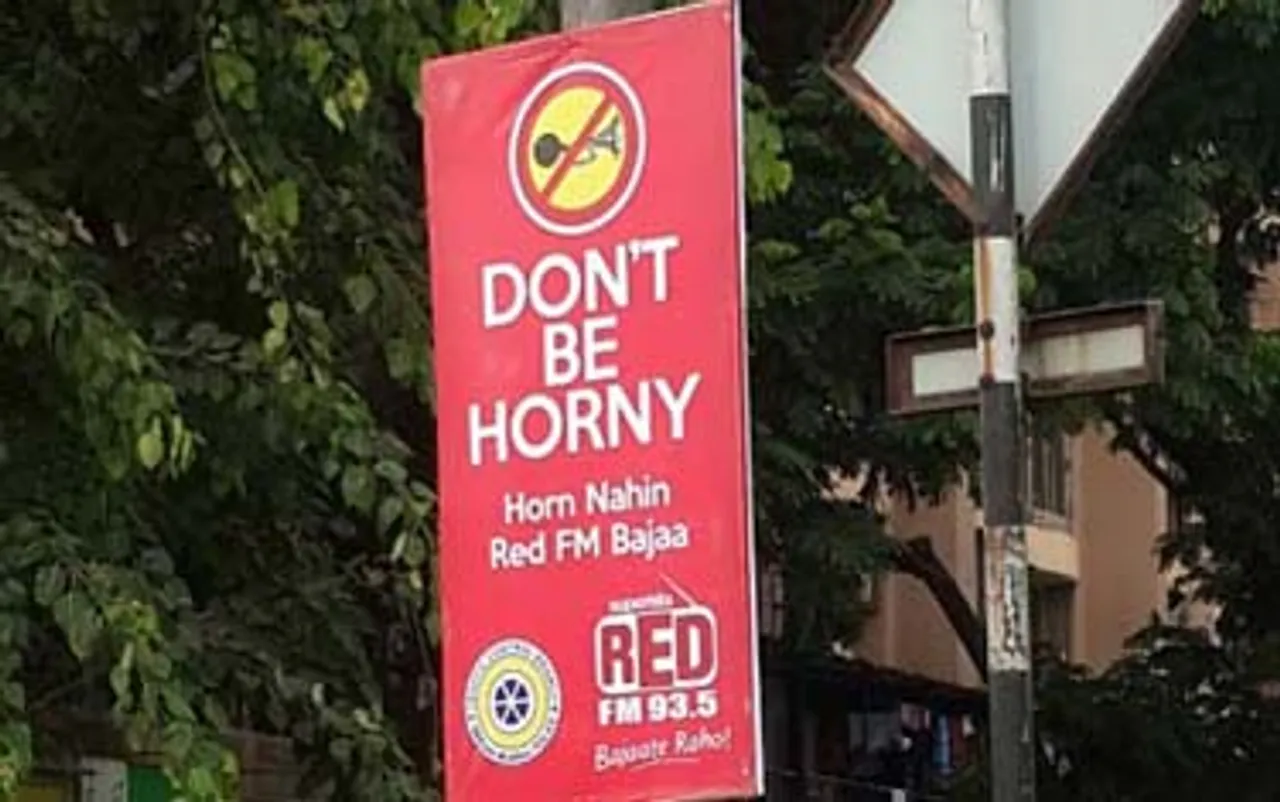 DON'T
BE
HORNY
Horn Nahin
Red FM Bajaa
RED
FM 93.5
Bajaate Raho!